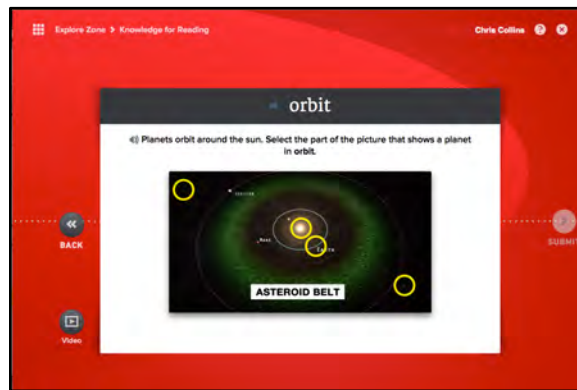 Explore Zone > Knowledge for Reading
Chris Collins ?
orbit
Planets orbit around the sun. Select the part of the picture that shows a planet
in orbit.
Jupiter
Mars
Earth
ASTEROID BELT
BACK
SUBMIT
Video